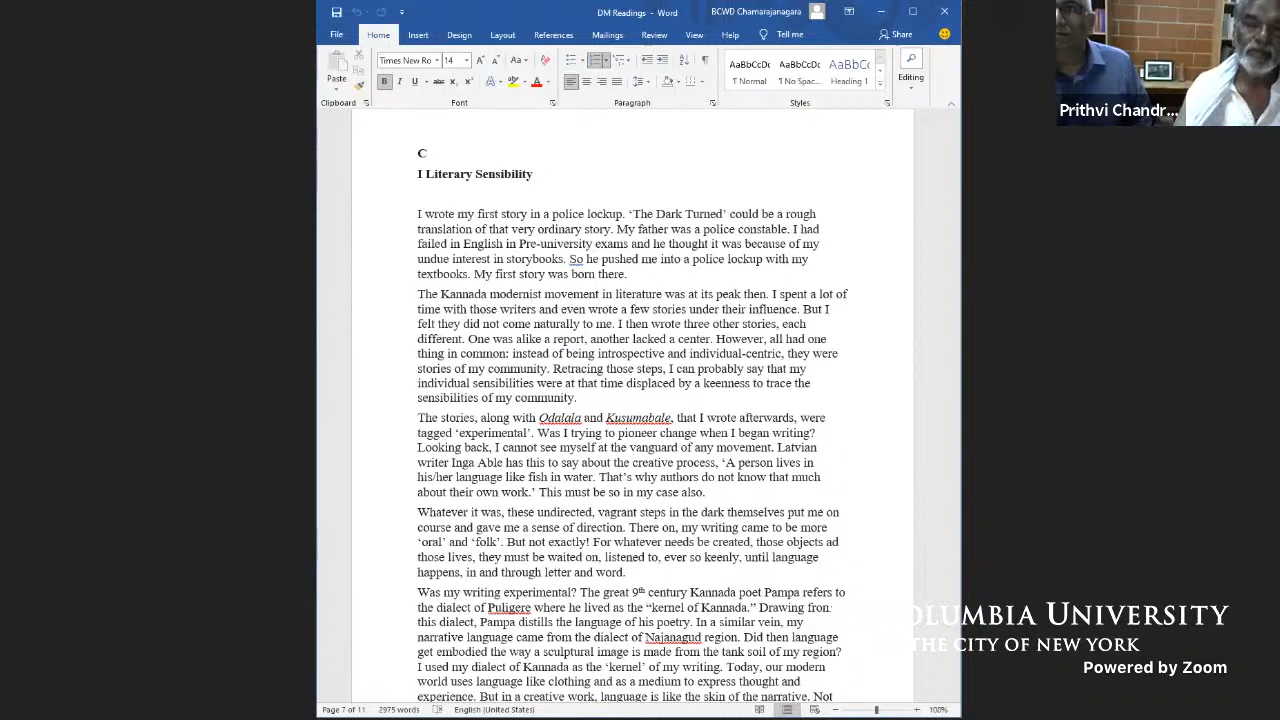 DM Readings - Word
BCWD Chamarajanagara
File Home Insert Design Layout References Mailings Review View Help Tell me Share
Times New Ro 14 Aa
Paste
B I U abc x₂ x² A ab A
AaBbCcDc AaBbCcDc AaBbC
¶ Normal ¶ No Spac... Heading 1
Editing
Clipboard Font Paragraph Styles
Prithvi Chandr...
C
I Literary Sensibility
I wrote my first story in a police lockup. ‘The Dark Turned’ could be a rough
translation of that very ordinary story. My father was a police constable. I had
failed in English in Pre-university exams and he thought it was because of my
undue interest in storybooks. So he pushed me into a police lockup with my
textbooks. My first story was born there.
The Kannada modernist movement in literature was at its peak then. I spent a lot of
time with those writers and even wrote a few stories under their influence. But I
felt they did not come naturally to me. I then wrote three other stories, each
different. One was alike a report, another lacked a center. However, all had one
thing in common: instead of being introspective and individual-centric, they were
stories of my community. Retracing those steps, I can probably say that my
individual sensibilities were at that time displaced by a keenness to trace the
sensibilities of my community.
The stories, along with Odalala and Kusumabale, that I wrote afterwards, were
tagged ‘experimental’. Was I trying to pioneer change when I began writing?
Looking back, I cannot see myself at the vanguard of any movement. Latvian
writer Inga Able has this to say about the creative process, ‘A person lives in
his/her language like fish in water. That’s why authors do not know that much
about their own work.’ This must be so in my case also.
Whatever it was, these undirected, vagrant steps in the dark themselves put me on
course and gave me a sense of direction. There on, my writing came to be more
‘oral’ and ‘folk’. But not exactly! For whatever needs be created, those objects ad
those lives, they must be waited on, listened to, ever so keenly, until language
happens, in and through letter and word.
Was my writing experimental? The great 9th century Kannada poet Pampa refers to
the dialect of Puligere where he lived as the “kernel of Kannada.” Drawing from
this dialect, Pampa distills the language of his poetry. In a similar vein, my
narrative language came from the dialect of Najanagud region. Did then language
get embodied the way a sculptural image is made from the tank soil of my region?
I used my dialect of Kannada as the ‘kernel’ of my writing. Today, our modern
world uses language like clothing and as a medium to express thought and
experience. But in a creative work, language is like the skin of the narrative. Not
COLUMBIA UNIVERSITY
THE CITY OF NEW YORK
Powered by Zoom
Page 7 of 11 2975 words English (United States) 100%